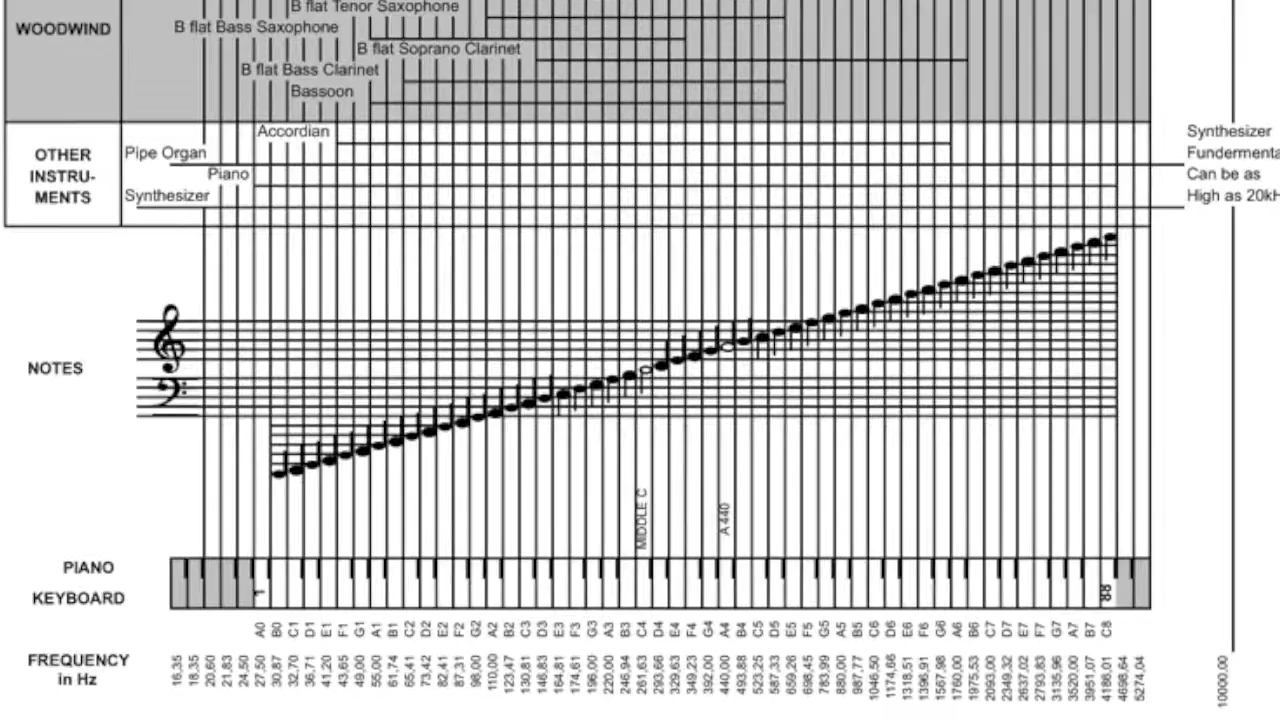 B flat Tenor Saxophone
WOODWIND
B flat Bass Saxophone
B flat Soprano Clarinet
B flat Bass Clarinet
Bassoon
Accordian
Synthesizer
OTHER
INSTRU-
MENTS
Pipe Organ
Fundermenta
Piano
Can be as
Synthesizer
High as 20kH
NOTES
MIDDLE C
A 440
PIANO
KEYBOARD
1
88
A0 B0 C1 D1 E1 F1 G1 A1 B1 C2 D2 E2 F2 G2 A2 B2 C3 D3 E3 F3 G3 A3 B3 C4 D4 E4 F4 G4 A4 B4 C5 D5 E5 F5 G5 A5 B5 C6 D6 E6 F6 G6 A6 B6 C7 D7 E7 F7 G7 A7 B7 C8
FREQUENCY
in Hz
16,35 18,35 20,60 21,83 24,50 27,50 30,87 32,70 36,71 41,20 43,65 49,00 55,00 61,74 65,41 73,42 82,41 87,31 98,00 110,00 123,47 130,81 146,83 164,81 174,61 196,00 220,00 246,94 261,63 293,66 329,63 349,23 392,00 440,00 493,88 523,25 587,33 659,26 698,45 783,99 880,00 987,77 1046,50 1174,66 1318,51 1396,91 1567,98 1760,00 1975,53 2093,00 2349,32 2637,02 2793,83 3135,96 3520,00 3951,07 4186,01 4698,64 5274,04 10000,00